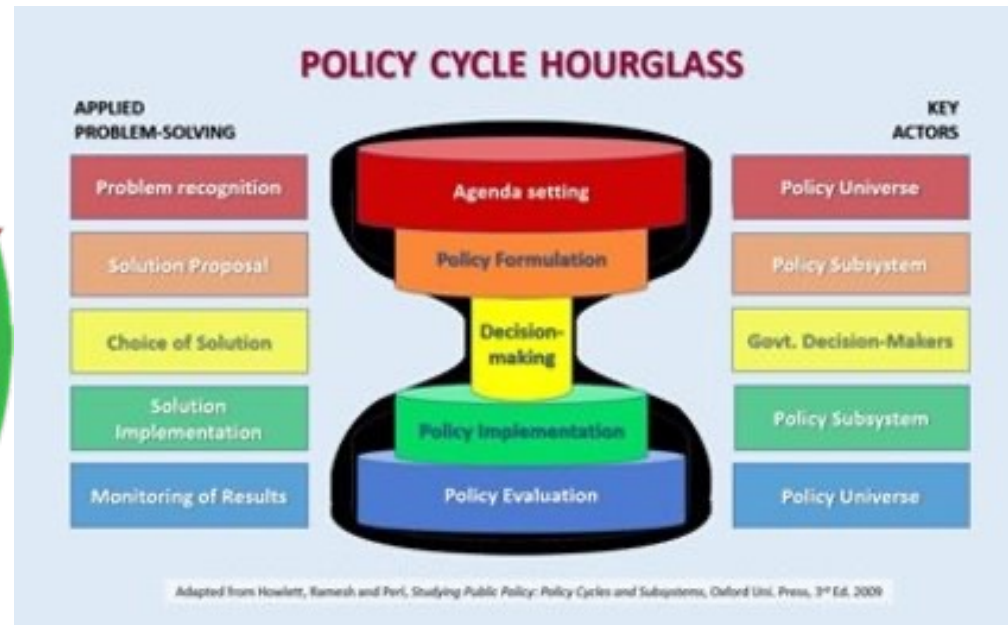 POLICY CYCLE HOURGLASS
APPLIED
PROBLEM-SOLVING
KEY
ACTORS
Problem recognition
Agenda setting
Policy Universe
Solution Proposal
Policy Formulation
Policy Subsystem
Choice of Solution
Decision-
making
Govt. Decision-Makers
Solution
Implementation
Policy Implementation
Policy Subsystem
Monitoring of Results
Policy Evaluation
Policy Universe
Adapted from Howlett, Ramesh and Perl, Studying Public Policy: Policy Cycles and Subsystems, Oxford Uni. Press, 3rd Ed. 2009